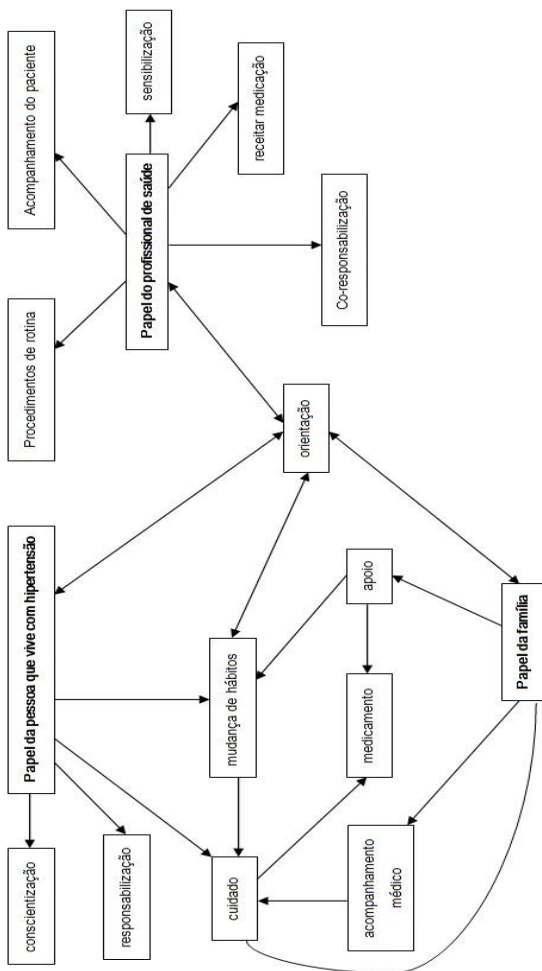 conscientização
Papel da pessoa que vive com hipertensão
Procedimentos de rotina
Acompanhamento do paciente
responsabilização
Papel do profissional de saúde
sensibilização
cuidado
mudança de hábitos
orientação
receitar medicação
Co-responsabilização
acompanhamento
médico
medicamento
apoio
Papel da família